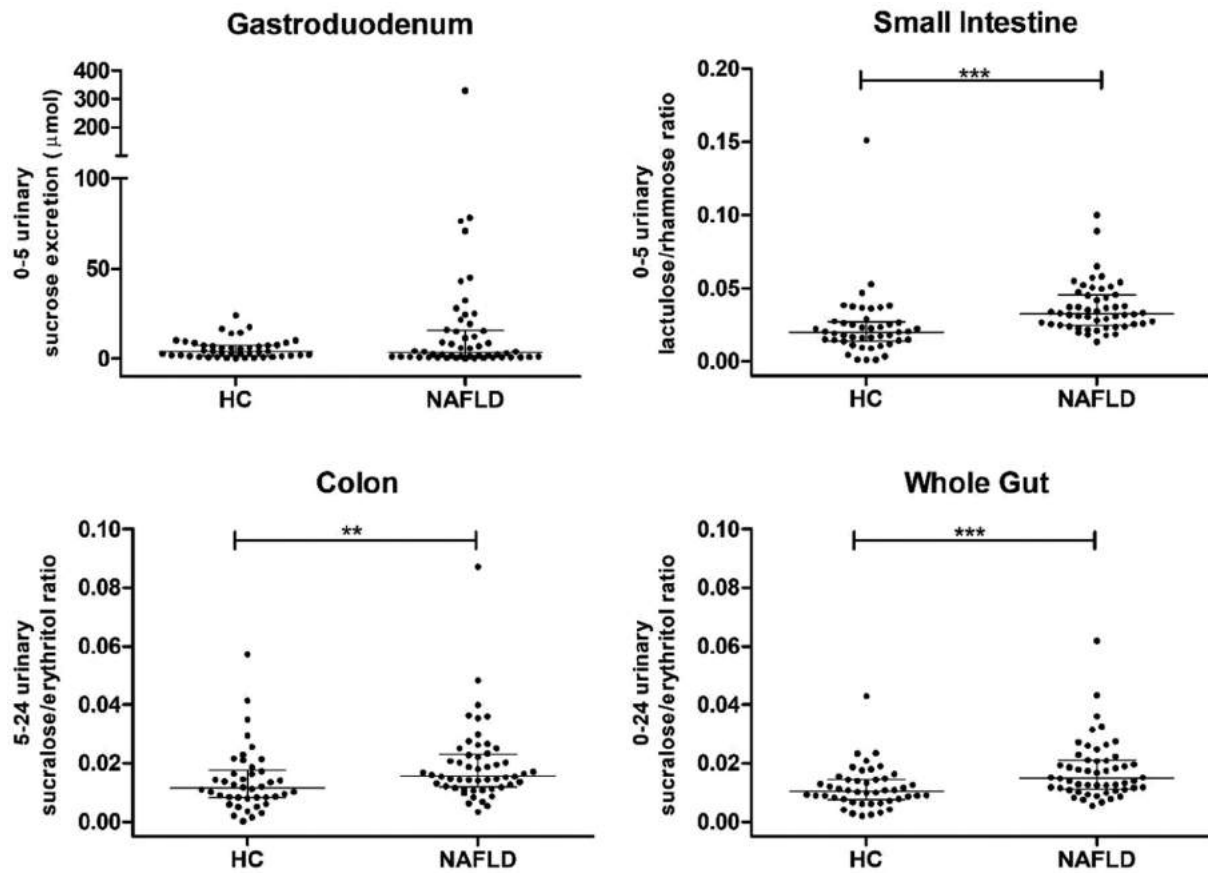 Gastroduodenum
0-5 urinary
sucrose excretion ( μmol)
400
300
200
100
50
0
HC
NAFLD
Small Intestine
***
0-5 urinary
lactulose/rhamnose ratio
0.20
0.15
0.10
0.05
0.00
HC
NAFLD
Colon
**
5-24 urinary
sucralose/erythritol ratio
0.10
0.08
0.06
0.04
0.02
0.00
HC
NAFLD
Whole Gut
***
0-24 urinary
sucralose/erythritol ratio
0.10
0.08
0.06
0.04
0.02
0.00
HC
NAFLD